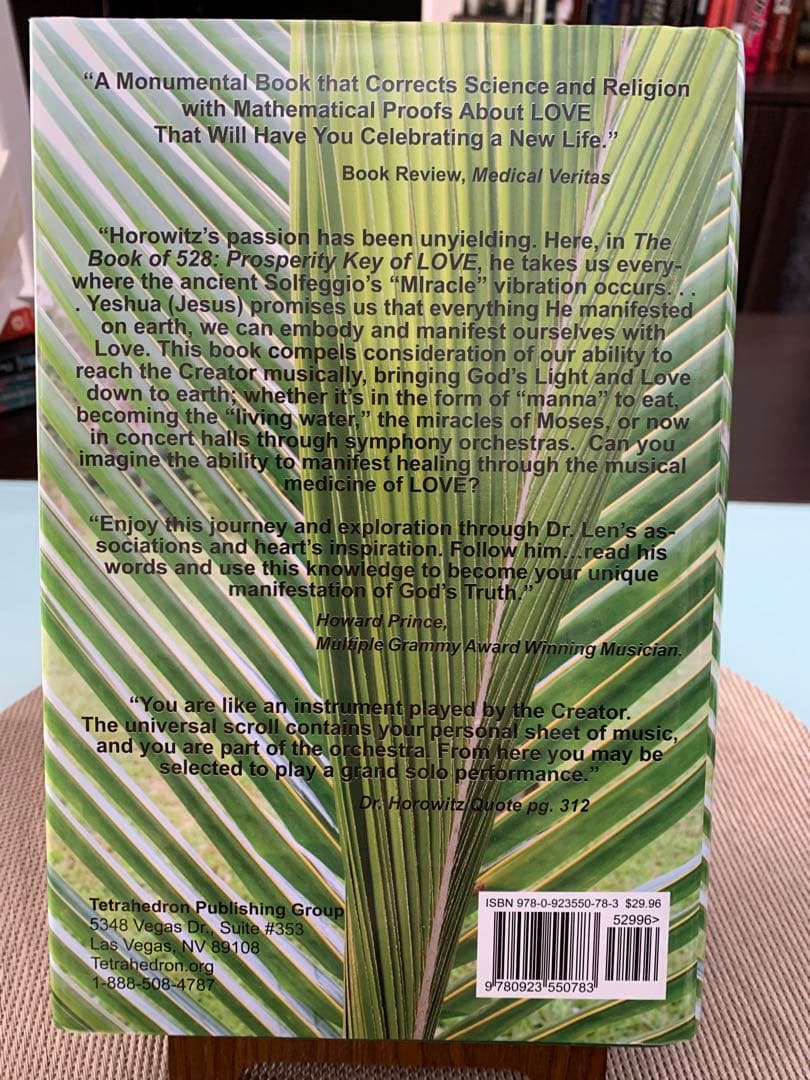 “A Monumental Book that Corrects Science and Religion
with Mathematical Proofs About LOVE
That Will Have You Celebrating a New Life.”
Book Review, Medical Veritas
“Horowitz’s passion has been unyielding. Here, in The
Book of 528: Prosperity Key of LOVE, he takes us every-
where the ancient Solfeggio’s “MIracle” vibration occurs. . .
. Yeshua (Jesus) promises us that everything He manifested
on earth, we can embody and manifest ourselves with
Love. This book compels consideration of our ability to
reach the Creator musically, bringing God’s Light and Love
down to earth; whether it’s in the form of “manna” to eat,
becoming the “living water,” the miracles of Moses, or now
in concert halls through symphony orchestras. Can you
imagine the ability to manifest healing through the musical
medicine of LOVE?
“Enjoy this journey and exploration through Dr. Len’s as-
sociations and heart’s inspiration. Follow him...read his
words and use this knowledge to become your unique
manifestation of God’s Truth.”
Howard Prince,
Multiple Grammy Award Winning Musician.
“You are like an instrument played by the Creator.
The universal scroll contains your personal sheet of music,
and you are part of the orchestra. From here you may be
selected to play a grand solo performance.”
Dr. Horowitz Quote pg. 312
Tetrahedron Publishing Group
5348 Vegas Dr., Suite #353
Las Vegas, NV 89108
Tetrahedron.org
1-888-508-4787
ISBN 978-0-923550-78-3 $29.96
52996>
9 780923 550783